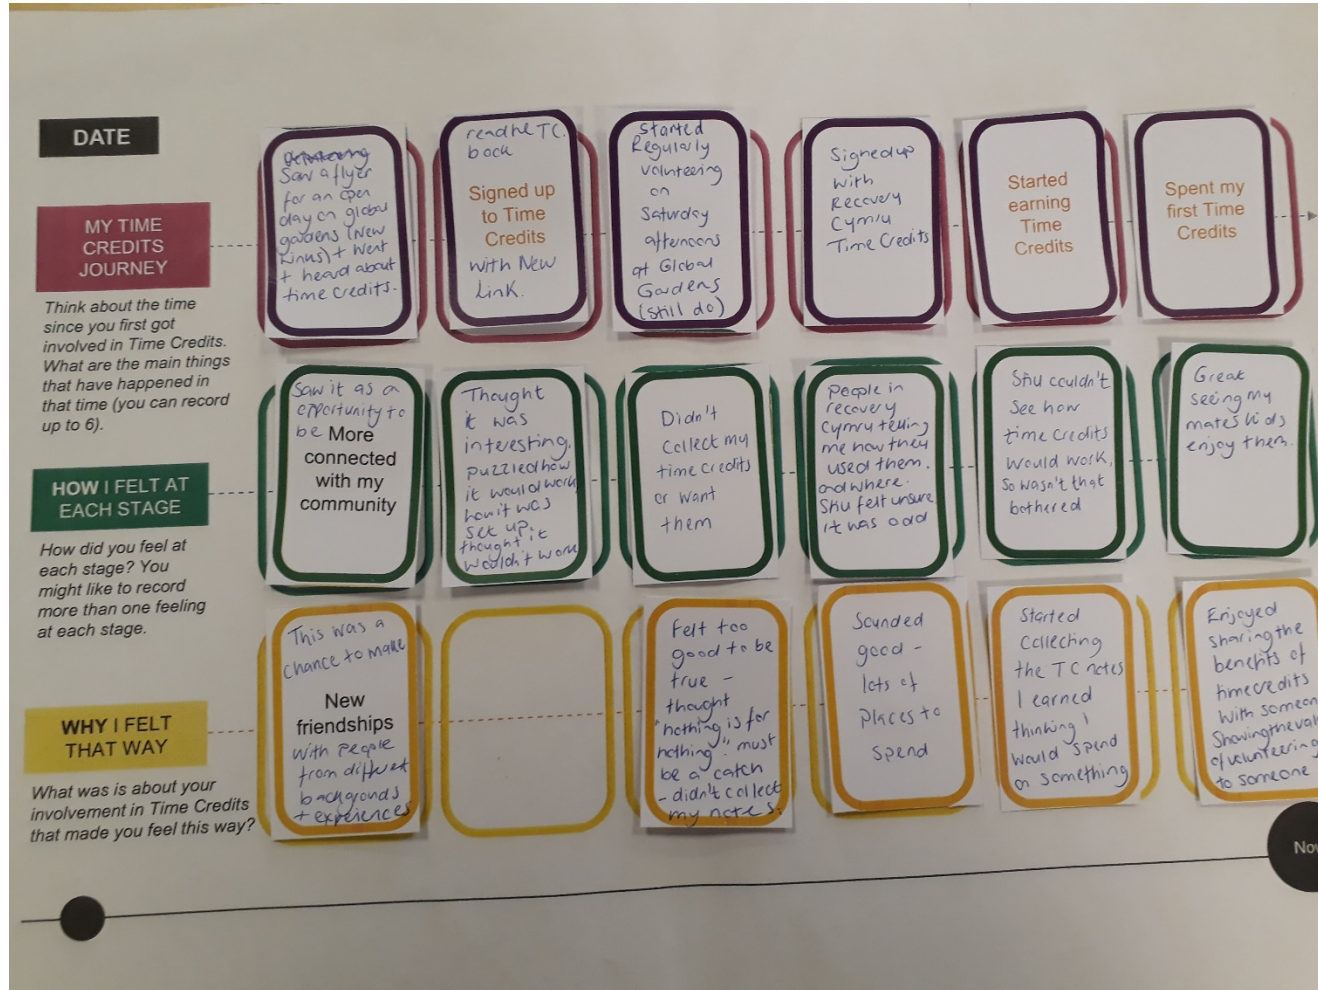 DATE
MY TIME
CREDITS
JOURNEY
Think about the time
since you first got
involved in Time Credits.
What are the main things
that have happened in
that time (you can record
up to 6).
Saw a flyer
for an open
day on global
gardens (New
Links) + went
+ heard about
time credits.
read the TC.
book
Signed up
to Time
Credits
with New
Link.
Started
Regularly
volunteering
on
Saturday
afternoons
at Global
Gardens
(still do)
Signed up
with
Recovery
Cymru
Time Credits
Started
earning
Time
Credits
Spent my
first Time
Credits
HOW I FELT AT
EACH STAGE
How did you feel at
each stage? You
might like to record
more than one feeling
at each stage.
Saw it as a
opportunity to
be More
connected
with my
community
Thought
it was
interesting.
puzzled how
it would work
how it was
set up.
thought it
wouldn't work
Didn't
collect my
time credits
or want
them
People in
recovery
Cymru telling
me how they
used them.
and where.
Still felt unsure
it was odd
Still couldn't
see how
time credits
would work,
so wasn't that
bothered
Great
seeing my
mates kids
enjoy them.
WHY I FELT
THAT WAY
What was is about your
involvement in Time Credits
that made you feel this way?
This was a
chance to make
New
friendships
with people
from different
backgronds
+ experiences
Felt too
good to be
true -
thought
"nothing is for
nothing" must
be a catch
- didn't collect
my notes.
Sounded
good -
lots of
places to
spend
Started
collecting
the TC notes
I earned
thinking I
would spend
on something
Enjoyed
sharing the
benefits of
time credits
with someon
Showing the val
of volunteering
to someone
Nov